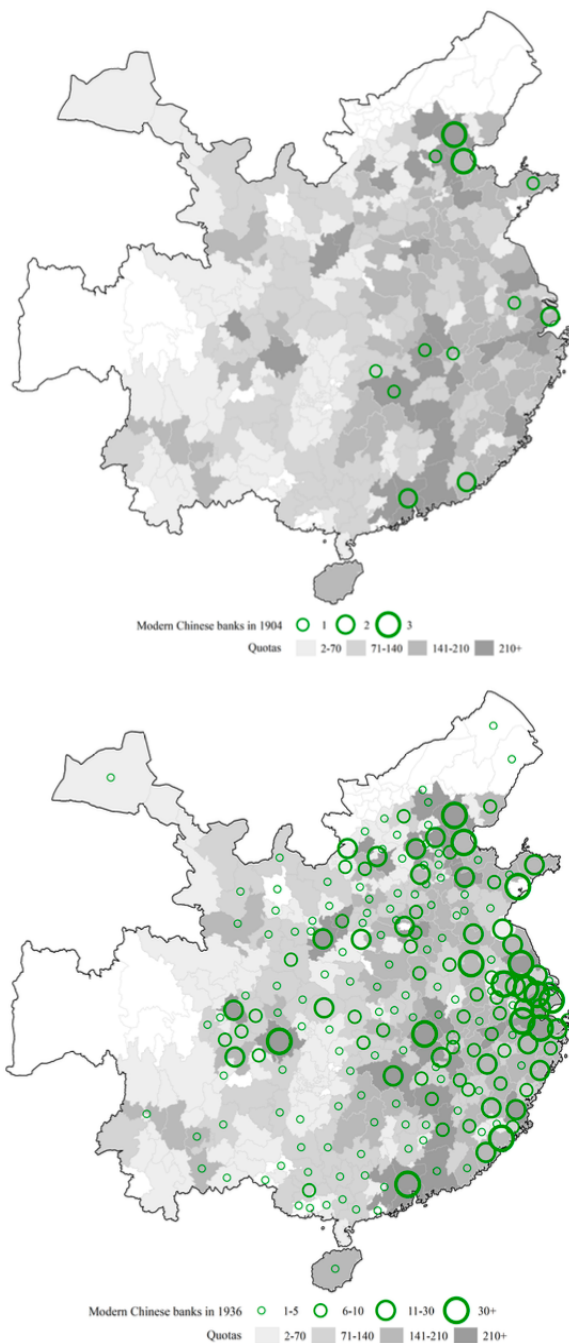 Modern Chinese banks in 1904 1 2 3
Quotas 2-70 71-140 141-210 210+
Modern Chinese banks in 1936 1-5 6-10 11-30 30+
Quotas 2-70 71-140 141-210 210+